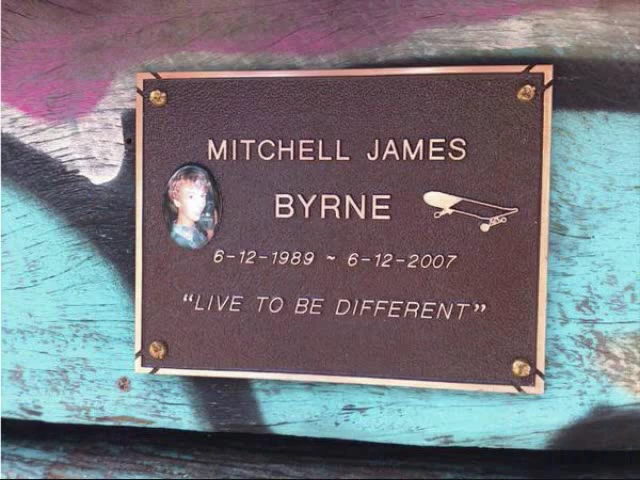 MITCHELL JAMES
BYRNE
6-12-1989 ~ 6-12-2007
“LIVE TO BE DIFFERENT”